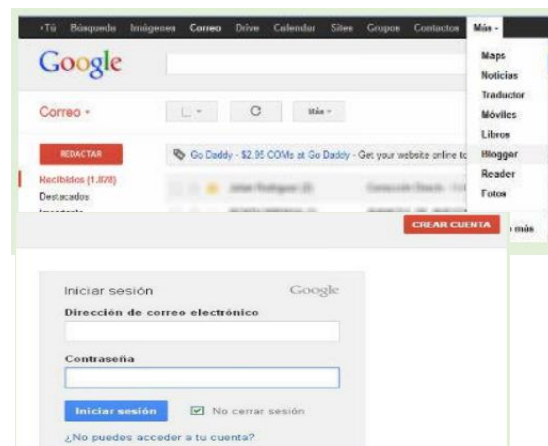 +Tú Búsqueda Imágenes Correo Drive Calendar Sites Grupos Contactos Más
Google
Maps
Noticias
Traductor
Móviles
Libros
Blogger
Reader
Fotos
más
Correo
Más
REDACTAR
Go Daddy - $2,95 COMs at Go Daddy - Get your website online to
Recibidos (1.878)
Destacados
Importante
CREAR CUENTA
Iniciar sesión Google
Dirección de correo electrónico
Contraseña
Iniciar sesión No cerrar sesión
¿No puedes acceder a tu cuenta?